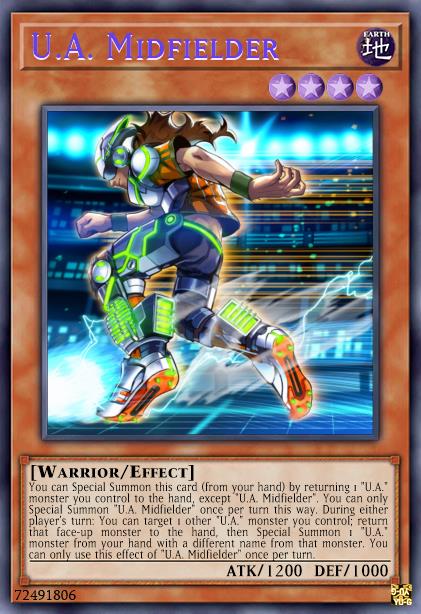 U.A. Midfielder
EARTH
地
[Warrior/Effect]
You can Special Summon this card (from your hand) by returning 1 "U.A."
monster you control to the hand, except "U.A. Midfielder". You can only
Special Summon "U.A. Midfielder" once per turn this way. During either
player's turn: You can target 1 other "U.A." monster you control; return
that face-up monster to the hand, then Special Summon 1 "U.A."
monster from your hand with a different name from that monster. You
can only use this effect of "U.A. Midfielder" once per turn.
ATK/1200 DEF/1000
72491806